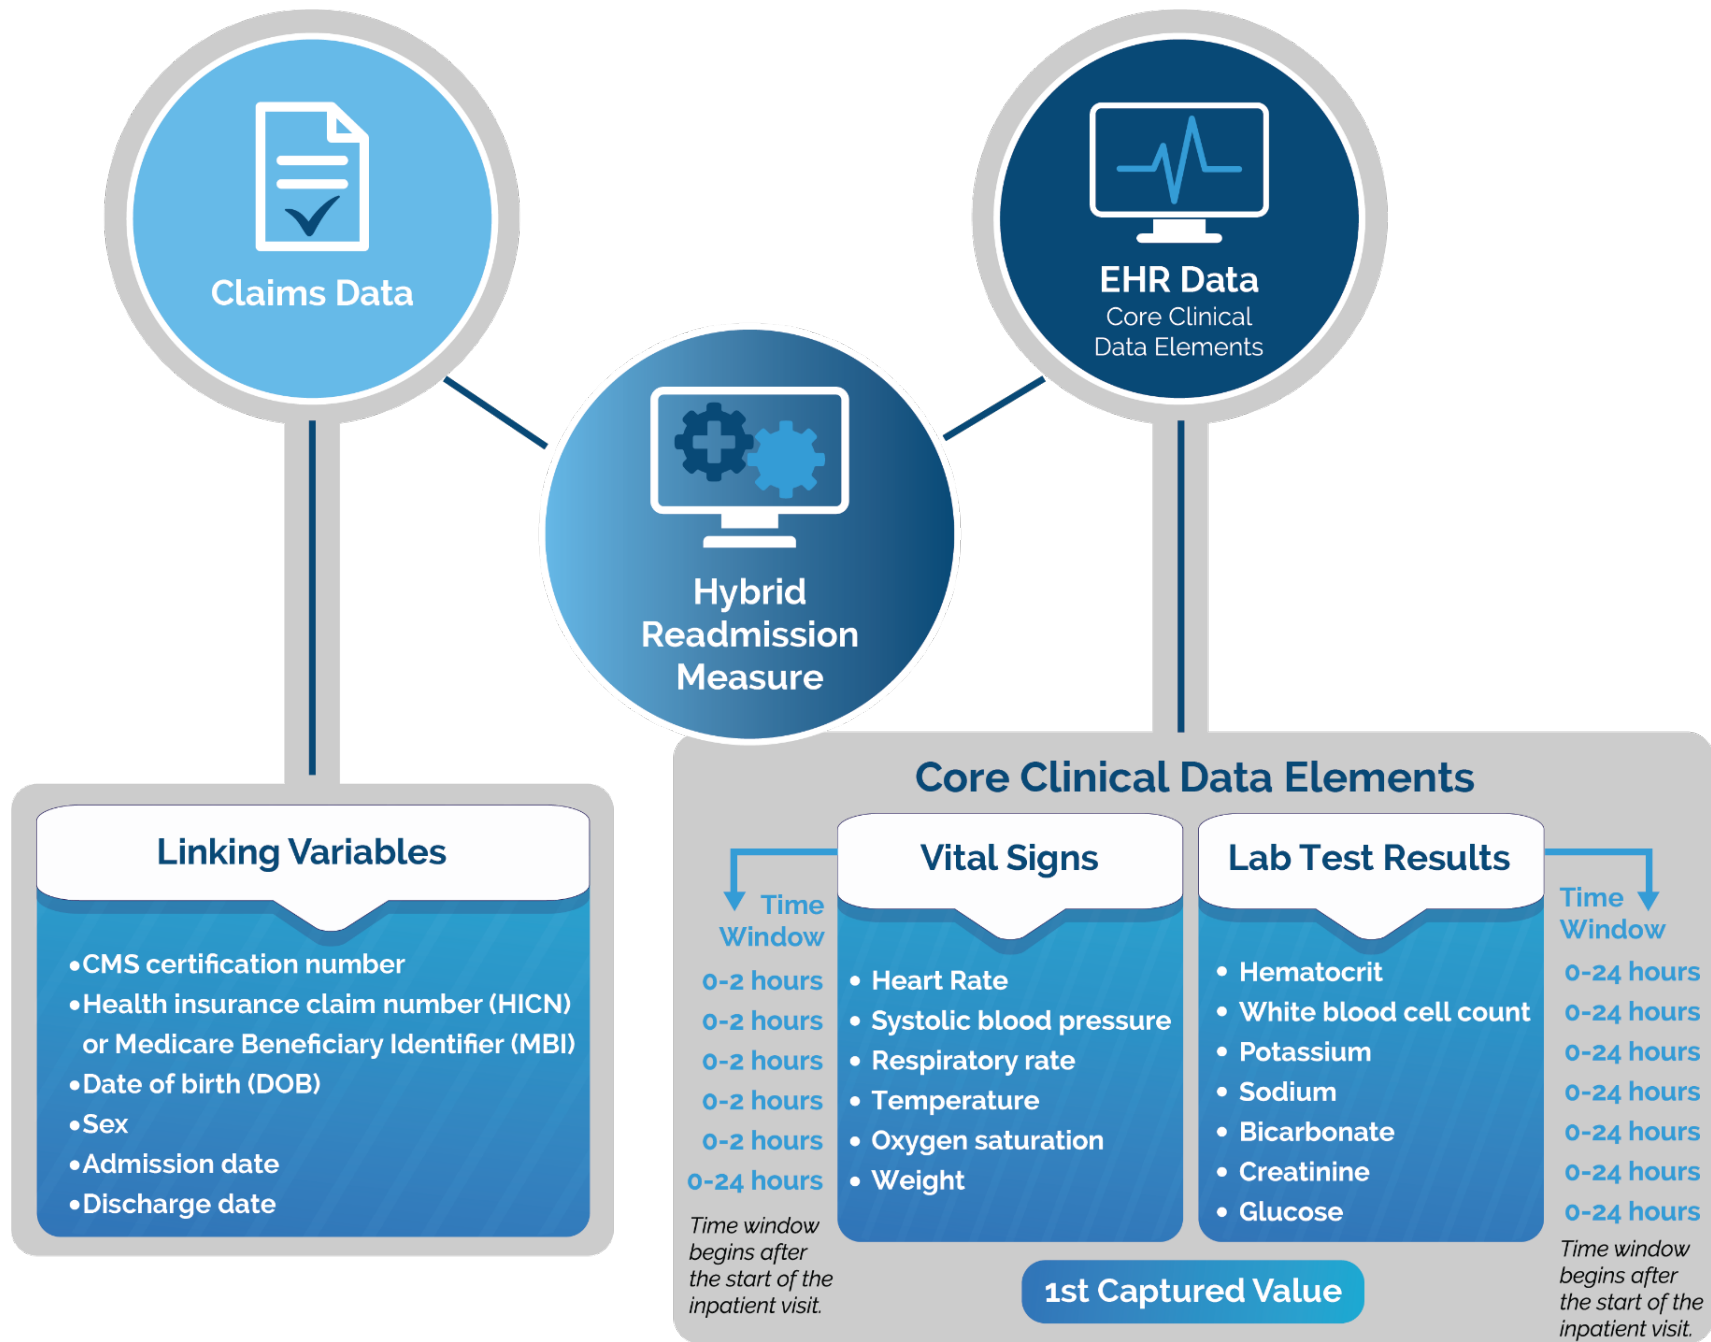 Claims Data
EHR Data
Core Clinical
Data Elements
Hybrid
Readmission
Measure
Linking Variables
•CMS certification number
•Health insurance claim number (HICN)
or Medicare Beneficiary Identifier (MBI)
•Date of birth (DOB)
•Sex
•Admission date
•Discharge date
Core Clinical Data Elements
Time
Window
0-2 hours
0-2 hours
0-2 hours
0-2 hours
0-2 hours
0-24 hours
Time window
begins after
the start of the
inpatient visit.
Vital Signs
• Heart Rate
• Systolic blood pressure
• Respiratory rate
• Temperature
• Oxygen saturation
• Weight
Lab Test Results
• Hematocrit
• White blood cell count
• Potassium
• Sodium
• Bicarbonate
• Creatinine
• Glucose
Time
Window
0-24 hours
0-24 hours
0-24 hours
0-24 hours
0-24 hours
0-24 hours
0-24 hours
Time window
begins after
the start of the
inpatient visit.
1st Captured Value